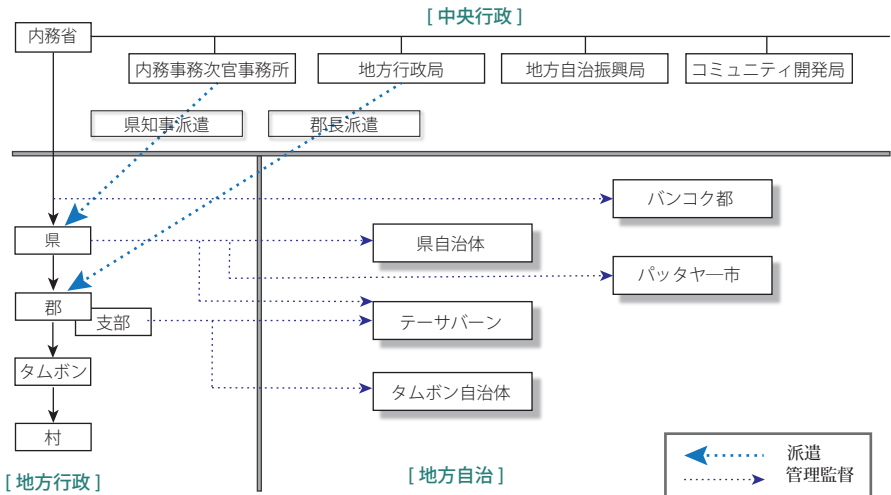 [ 中央行政 ]
内務省
内務事務次官事務所
地方行政局
地方自治振興局
コミュニティ開発局
県知事派遣
郡長派遣
バンコク都
県
県自治体
パッタヤ―市
郡
支部
テーサバーン
タムボン
タムボン自治体
村
[ 地方行政 ]
[ 地方自治 ]
派遣
管理監督